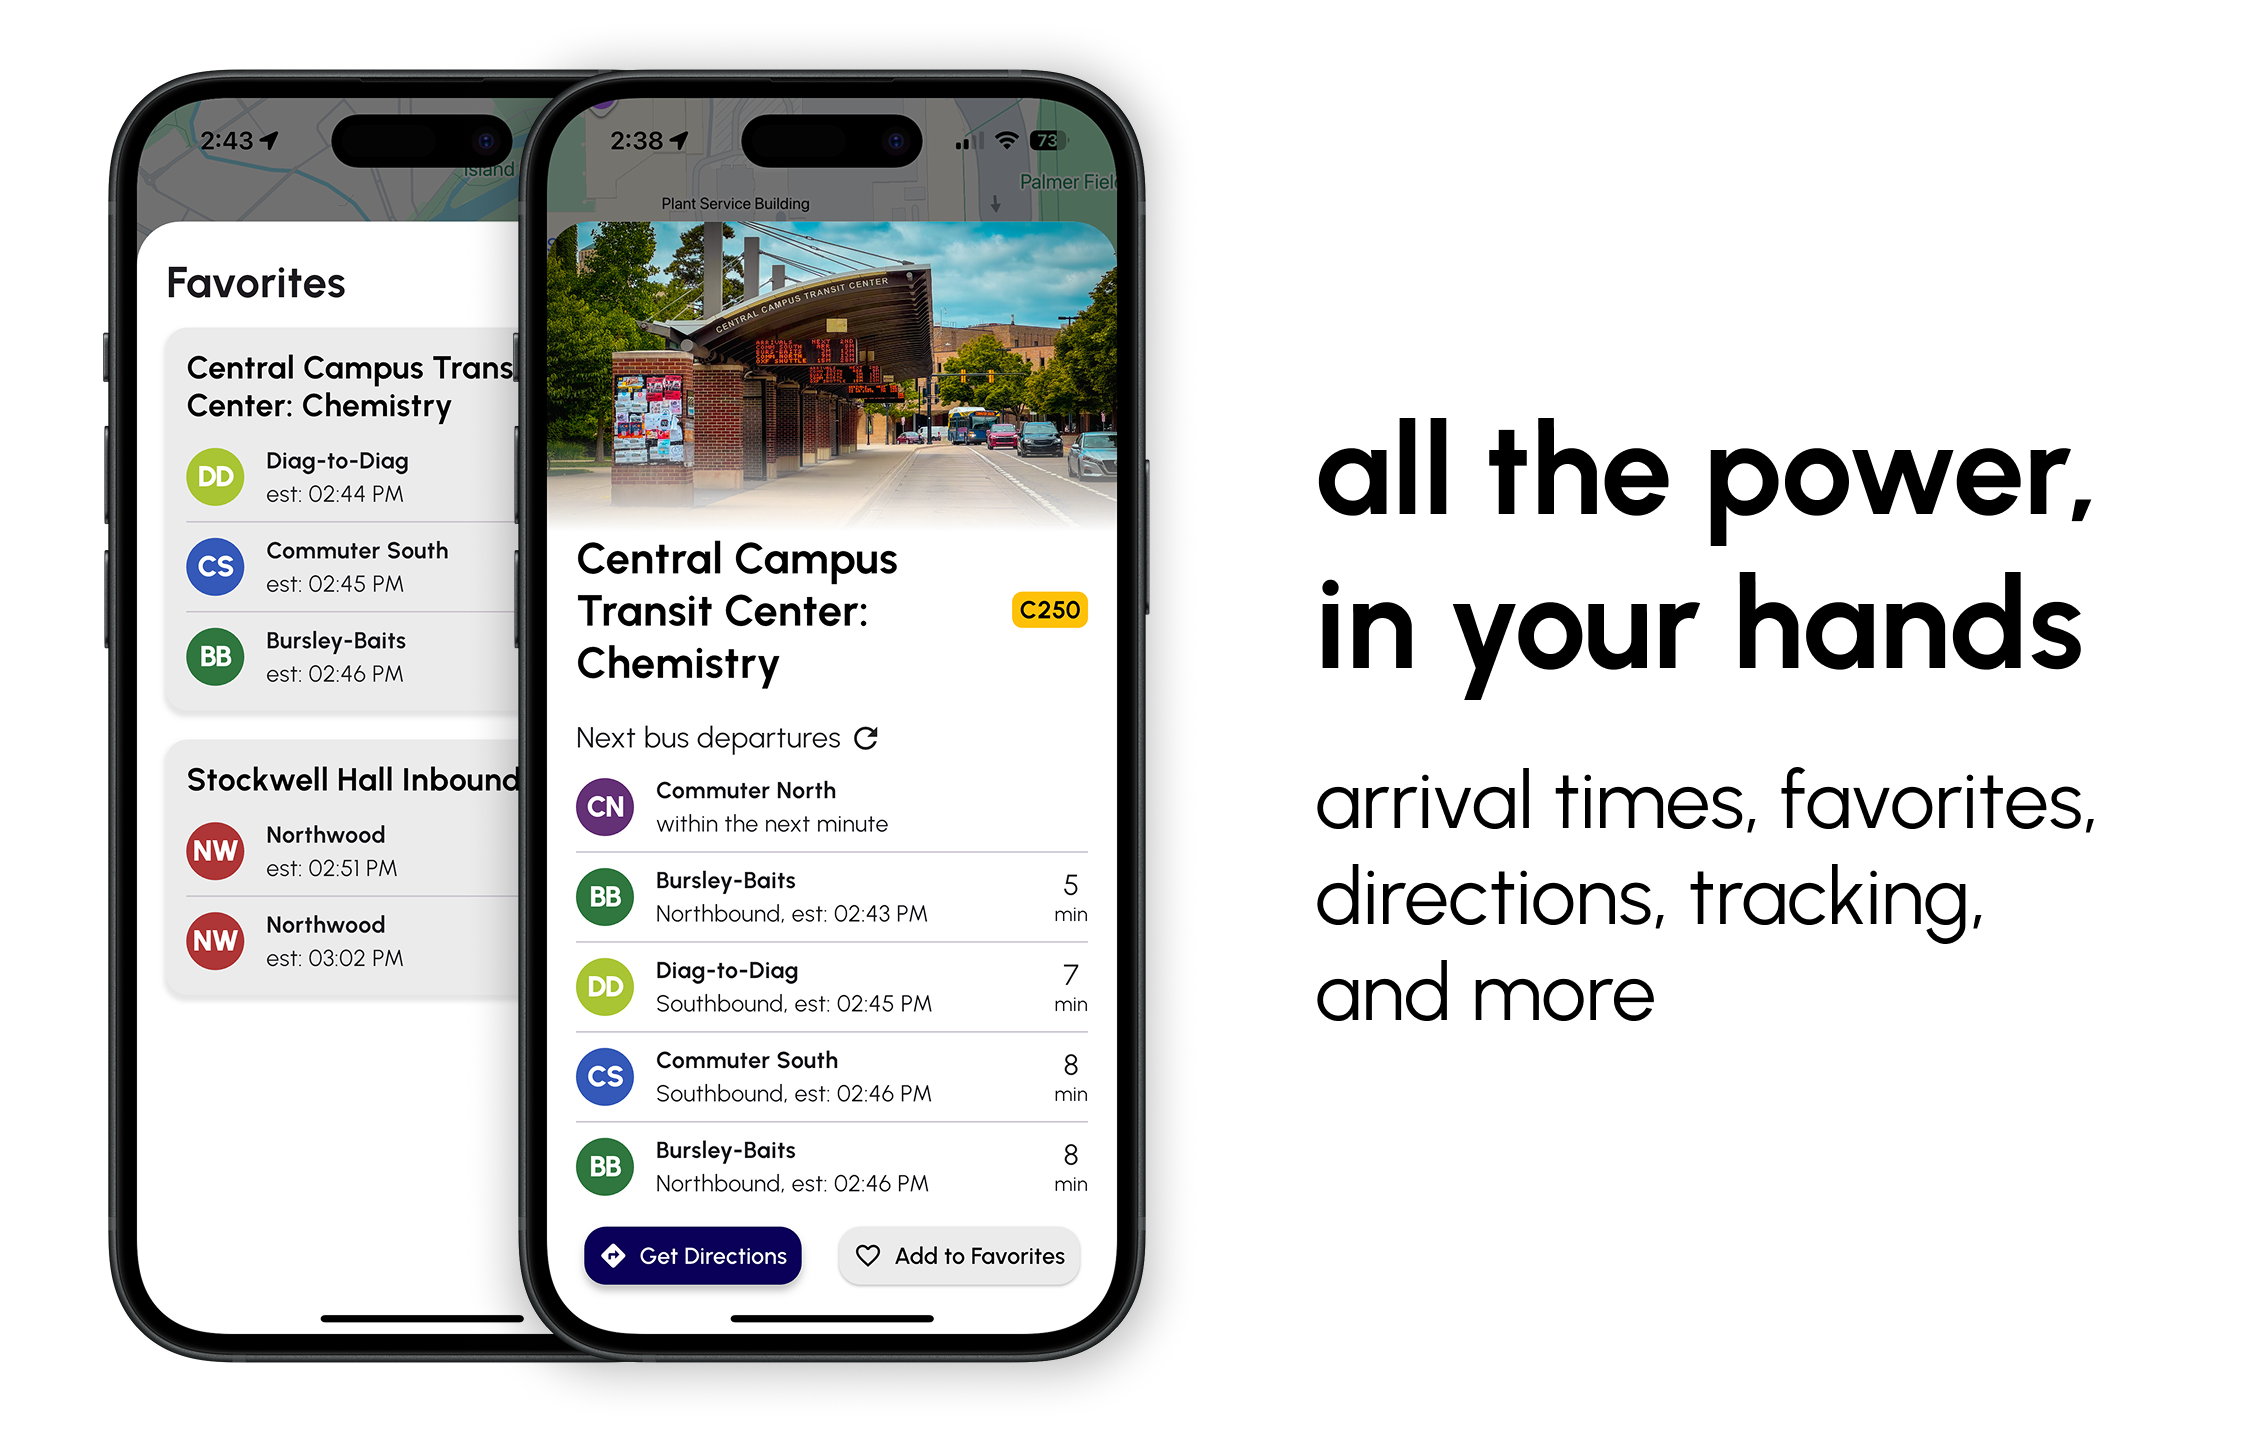 2:43
Island
Favorites
Central Campus Trans
Center: Chemistry
DD
Diag-to-Diag
est: 02:44 PM
CS
Commuter South
est: 02:45 PM
BB
Bursley-Baits
est: 02:46 PM
Stockwell Hall Inbound
NW
Northwood
est: 02:51 PM
NW
Northwood
est: 03:02 PM
2:38
73
Palmer Field
Plant Service Building
CENTRAL CAMPUS TRANSIT CENTER
ARRIVALS NEXT 2ND
Central Campus
Transit Center:
Chemistry
C250
Next bus departures
CN
Commuter North
within the next minute
BB
Bursley-Baits
Northbound, est: 02:43 PM
5
min
DD
Diag-to-Diag
Southbound, est: 02:45 PM
7
min
CS
Commuter South
Southbound, est: 02:46 PM
8
min
BB
Bursley-Baits
Northbound, est: 02:46 PM
8
min
Get Directions
Add to Favorites
all the power,
in your hands
arrival times, favorites,
directions, tracking,
and more